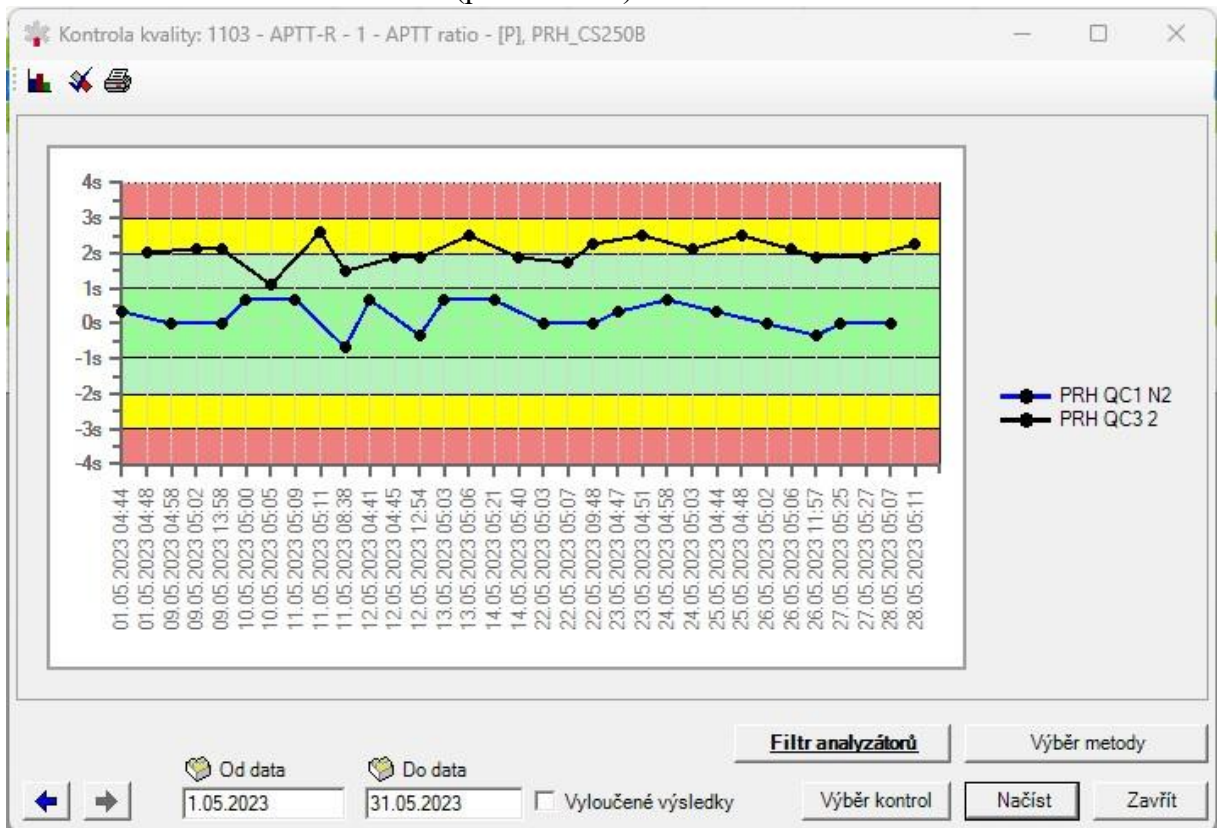 Kontrola kvality: 1103 - APTT-R - 1 - APTT ratio - [P], PRH_CS250B
4s
3s
2s
1s
0s
-1s
-2s
-3s
-4s
PRH QC1 N2
PRH QC3 2
01.05.2023 04:44
01.05.2023 04:48
09.05.2023 04:58
09.05.2023 05:02
09.05.2023 13:58
10.05.2023 05:00
10.05.2023 05:05
11.05.2023 05:09
11.05.2023 05:11
11.05.2023 08:38
12.05.2023 04:41
12.05.2023 04:45
12.05.2023 12:54
13.05.2023 05:03
13.05.2023 05:06
14.05.2023 05:21
14.05.2023 05:40
22.05.2023 05:03
22.05.2023 05:07
22.05.2023 09:48
23.05.2023 04:47
23.05.2023 04:51
24.05.2023 04:58
24.05.2023 05:03
25.05.2023 04:44
25.05.2023 04:48
26.05.2023 05:02
26.05.2023 05:06
26.05.2023 11:57
27.05.2023 05:25
27.05.2023 05:27
28.05.2023 05:07
28.05.2023 05:11
Filtr analyzátorů
Výběr metody
Od data
Do data
1.05.2023
31.05.2023
Vyloučené výsledky
Výběr kontrol
Načíst
Zavřít